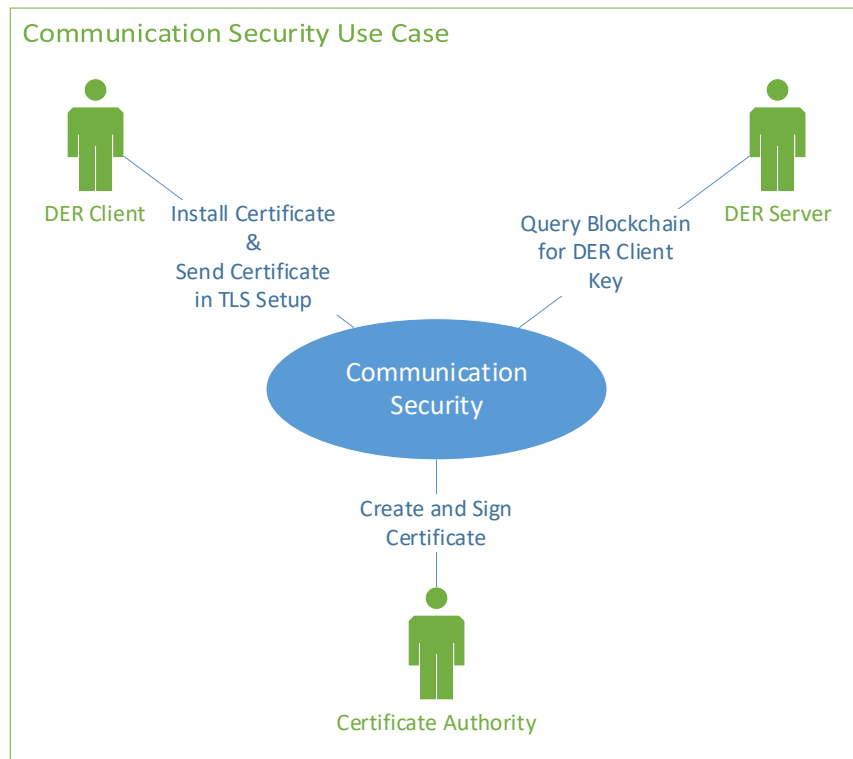 Communication Security Use Case
DER Client
Install Certificate
&
Send Certificate
in TLS Setup
Query Blockchain
for DER Client
Key
DER Server
Communication
Security
Create and Sign
Certificate
Certificate Authority